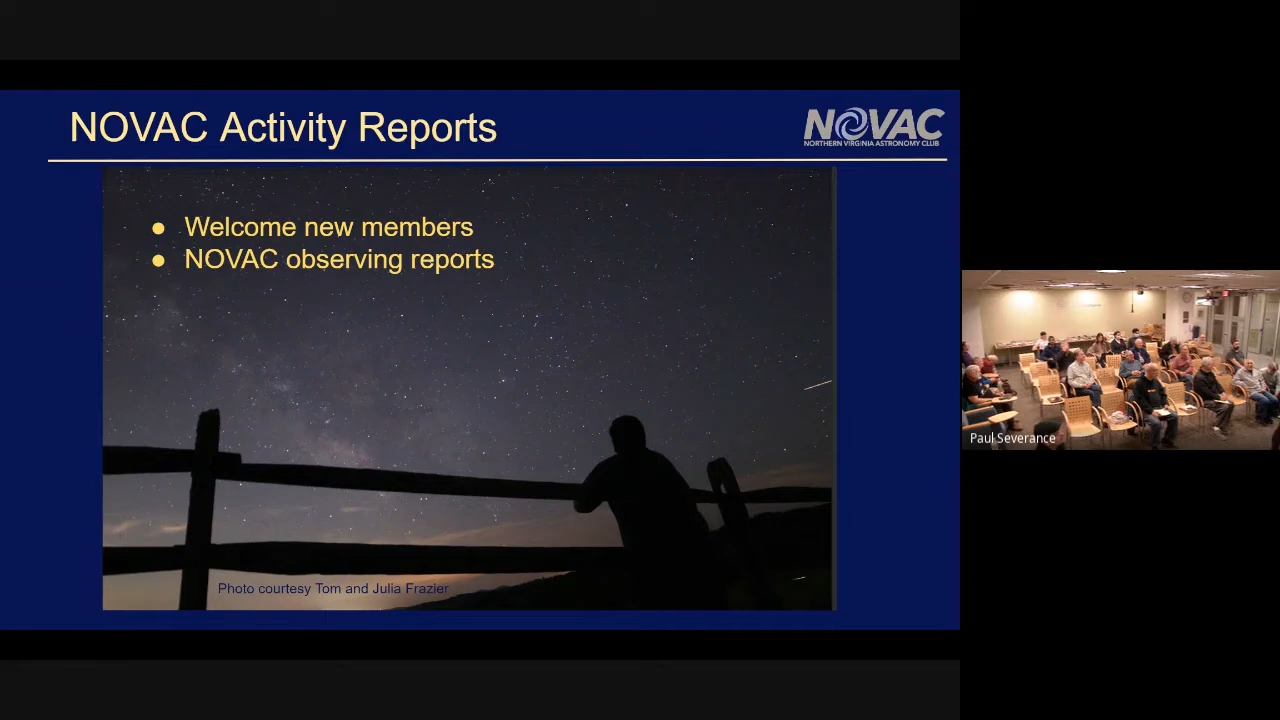 NOVAC Activity Reports
NOVAC
NORTHERN VIRGINIA ASTRONOMY CLUB
● Welcome new members
● NOVAC observing reports
Photo courtesy Tom and Julia Frazier
Paul Severance